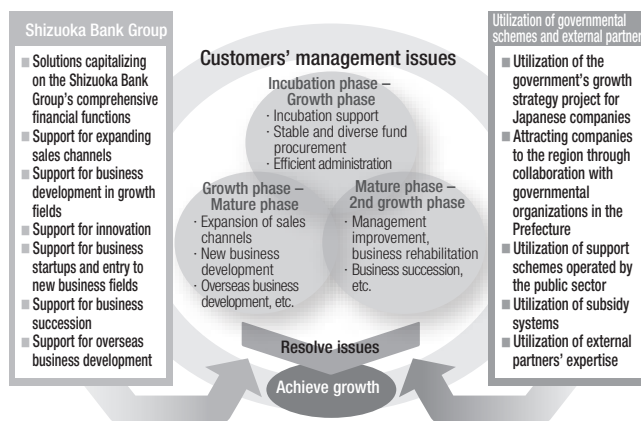 Shizuoka Bank Group
■ Solutions capitalizing
on the Shizuoka Bank
Group's comprehensive
financial functions
■ Support for expanding
sales channels
■ Support for business
development in growth
fields
■ Support for innovation
■ Support for business
startups and entry to
new business fields
■ Support for business
succession
■ Support for overseas
business development
Customers' management issues
Incubation phase –
Growth phase
· Incubation support
· Stable and diverse fund
procurement
· Efficient administration
Growth phase –
Mature phase
· Expansion of sales
channels
· New business
development
· Overseas business
development, etc.
Mature phase –
2nd growth phase
· Management
improvement,
business rehabilitation
· Business succession,
etc.
Resolve issues
Achieve growth
Utilization of governmental
schemes and external partner
■ Utilization of the
government's growth
strategy project for
Japanese companies
■ Attracting companies
to the region through
collaboration with
governmental
organizations in the
Prefecture
■ Utilization of support
schemes operated by
the public sector
■ Utilization of subsidy
systems
■ Utilization of external
partners' expertise